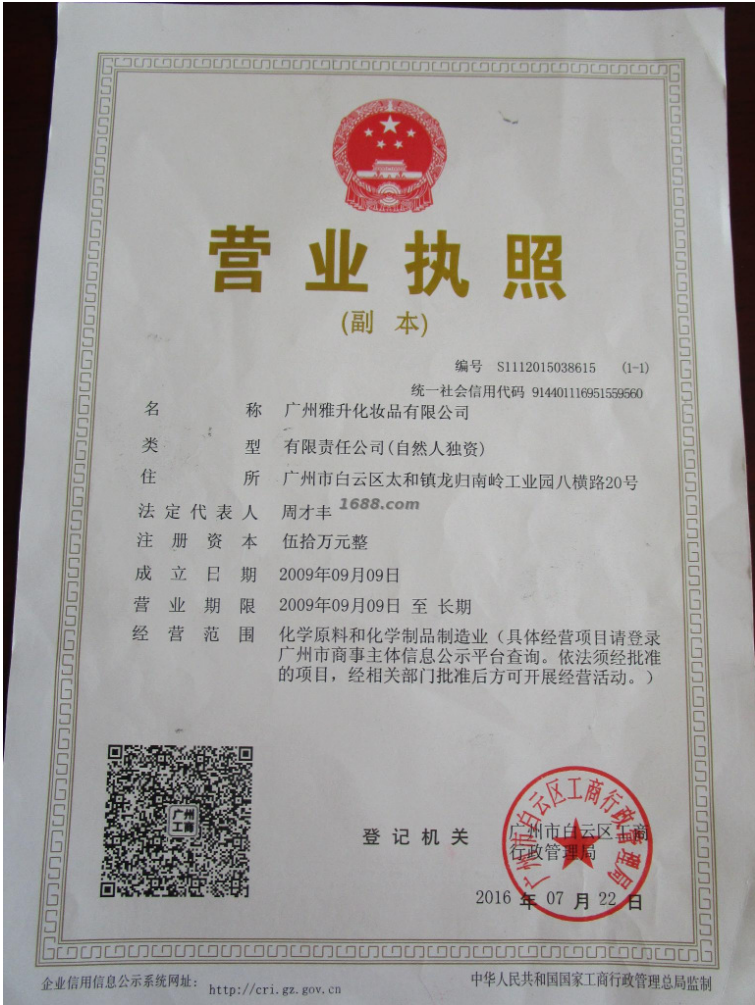 营业执照
(副 本)
编号 S1112015038615 (1-1)
统一社会信用代码 914401116951559560
名 称 广州雅升化妆品有限公司
类 型 有限责任公司(自然人独资)
住 所 广州市白云区太和镇龙归南岭工业园八横路20号
1688.com
法定代表人 周才丰
注册资本 伍拾万元整
成立日期 2009年09月09日
营业期限 2009年09月09日 至 长期
经营范围 化学原料和化学制品制造业（具体经营项目请登录
广州市商事主体信息公示平台查询。依法须经批准
的项目，经相关部门批准后方可开展经营活动。）
广州
工商
登记机关
广州市白云区工商
行政管理局
广州市白云区工商行政管理局
2016 年 07 月 22 日
企业信用信息公示系统网址： http://cri.gz.gov.cn
中华人民共和国国家工商行政管理总局监制